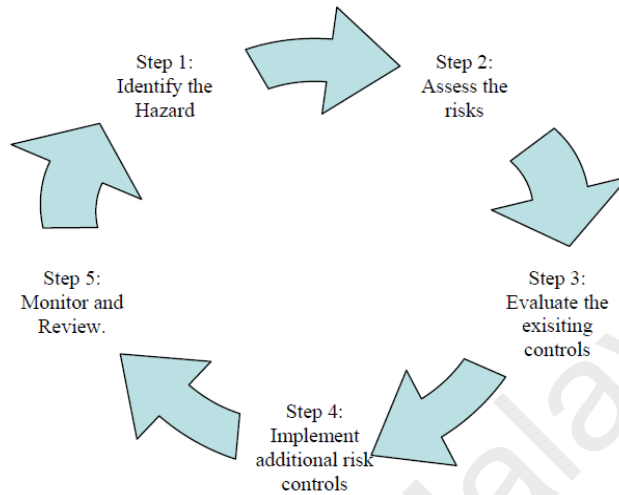 Step 1:
Identify the
Hazard
Step 2:
Assess the
risks
Step 3:
Evaluate the
exisiting
controls
Step 4:
Implement
additional risk
controls
Step 5:
Monitor and
Review.